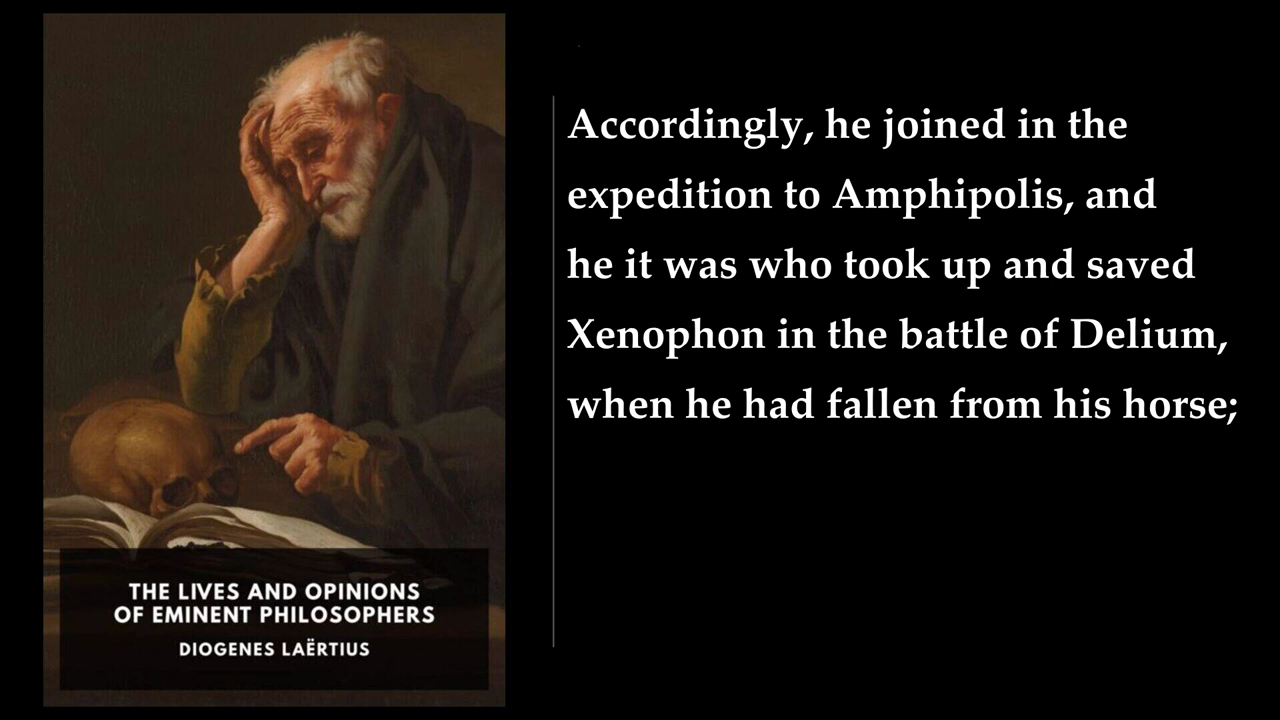 Accordingly, he joined in the
expedition to Amphipolis, and
he it was who took up and saved
Xenophon in the battle of Delium,
when he had fallen from his horse;
THE LIVES AND OPINIONS
OF EMINENT PHILOSOPHERS
DIOGENES LAËRTIUS